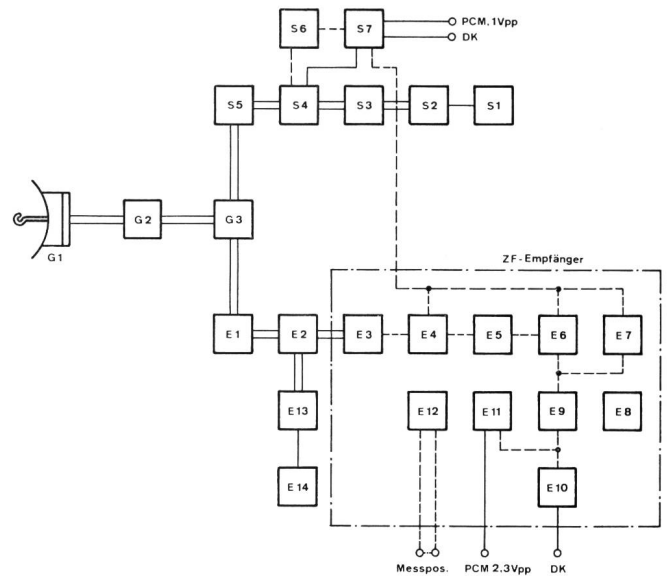 S6 S7 PCM, 1Vpp
DK
S5 S4 S3 S2 S1
G1 G2 G3
ZF-Empfänger
E1 E2 E3 E4 E5 E6 E7
E13 E12 E11 E9 E8
E14 E10
Messpos. PCM 2,3Vpp DK